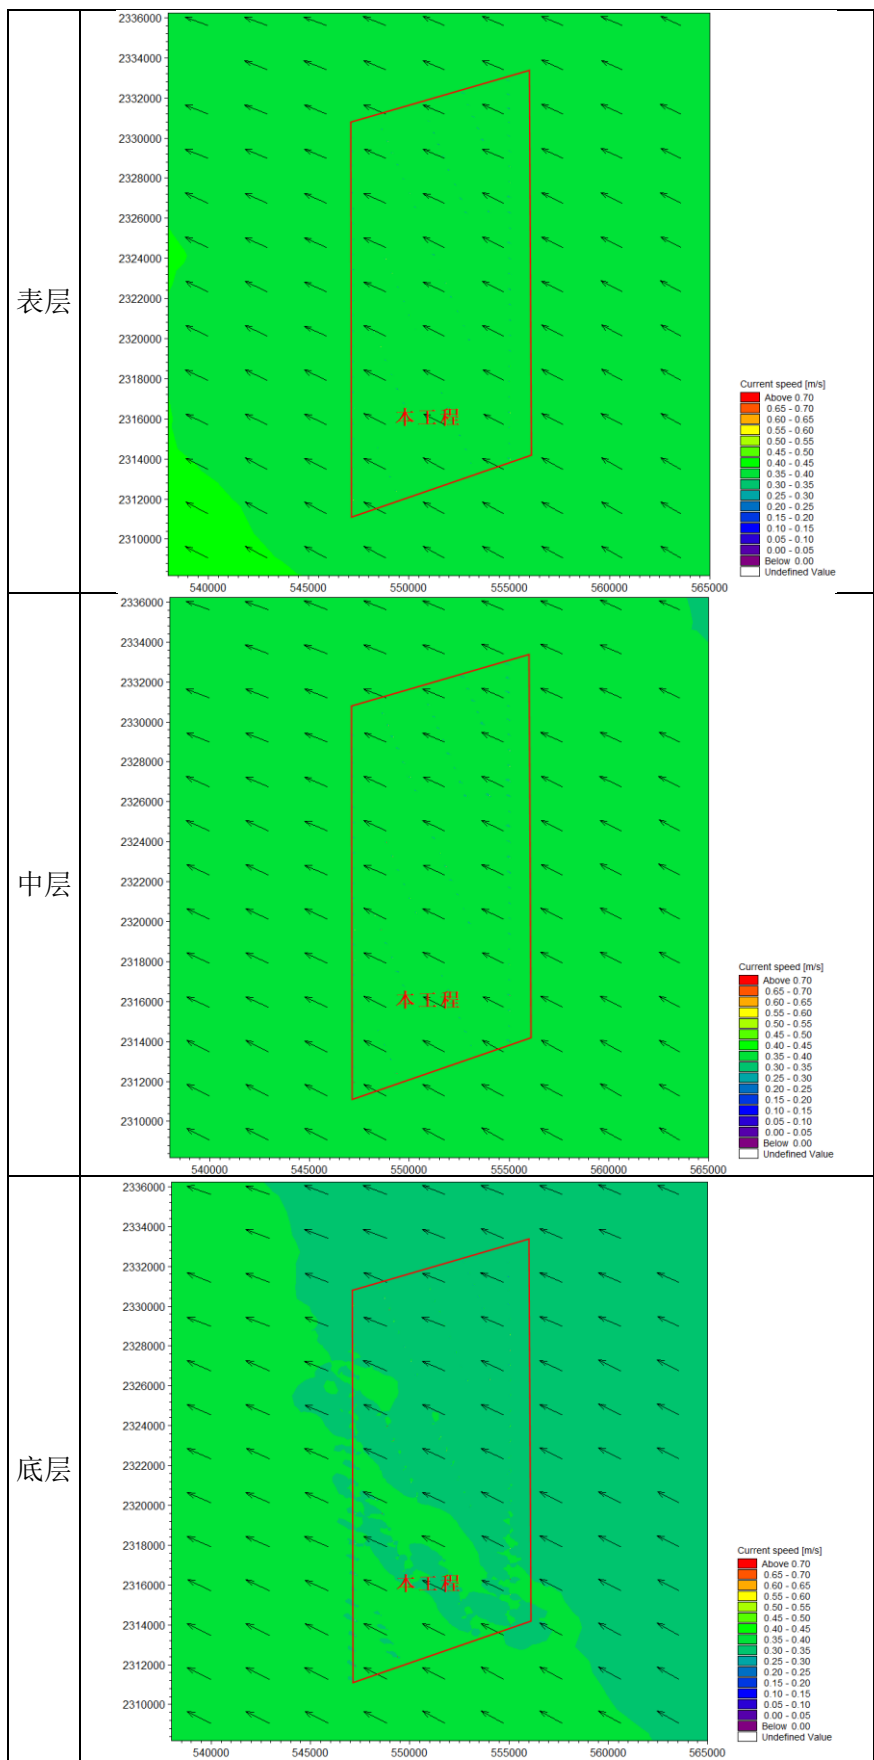 表层
2336000
2334000
2332000
2330000
2328000
2326000
2324000
2322000
2320000
2318000
2316000
2314000
2312000
2310000
540000 545000 550000 555000 560000 565000
本工程
Current speed [m/s]
Above 0.70
0.65 - 0.70
0.60 - 0.65
0.55 - 0.60
0.50 - 0.55
0.45 - 0.50
0.40 - 0.45
0.35 - 0.40
0.30 - 0.35
0.25 - 0.30
0.20 - 0.25
0.15 - 0.20
0.10 - 0.15
0.05 - 0.10
0.00 - 0.05
Below 0.00
Undefined Value
中层
2336000
2334000
2332000
2330000
2328000
2326000
2324000
2322000
2320000
2318000
2316000
2314000
2312000
2310000
540000 545000 550000 555000 560000 565000
本工程
Current speed [m/s]
Above 0.70
0.65 - 0.70
0.60 - 0.65
0.55 - 0.60
0.50 - 0.55
0.45 - 0.50
0.40 - 0.45
0.35 - 0.40
0.30 - 0.35
0.25 - 0.30
0.20 - 0.25
0.15 - 0.20
0.10 - 0.15
0.05 - 0.10
0.00 - 0.05
Below 0.00
Undefined Value
底层
2336000
2334000
2332000
2330000
2328000
2326000
2324000
2322000
2320000
2318000
2316000
2314000
2312000
2310000
540000 545000 550000 555000 560000 565000
本工程
Current speed [m/s]
Above 0.70
0.65 - 0.70
0.60 - 0.65
0.55 - 0.60
0.50 - 0.55
0.45 - 0.50
0.40 - 0.45
0.35 - 0.40
0.30 - 0.35
0.25 - 0.30
0.20 - 0.25
0.15 - 0.20
0.10 - 0.15
0.05 - 0.10
0.00 - 0.05
Below 0.00
Undefined Value